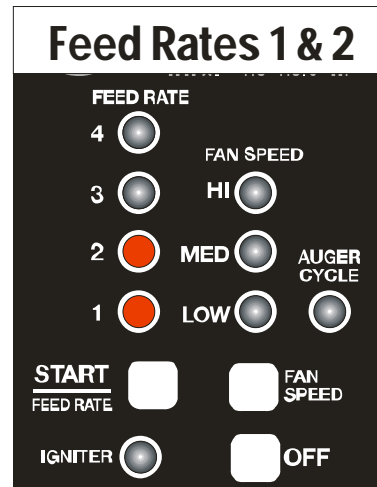 Feed Rates 1 & 2
FEED RATE
4
FAN SPEED
3 HI
2 MED AUGER
CYCLE
1 LOW
START FAN
FEED RATE SPEED
IGNITER OFF